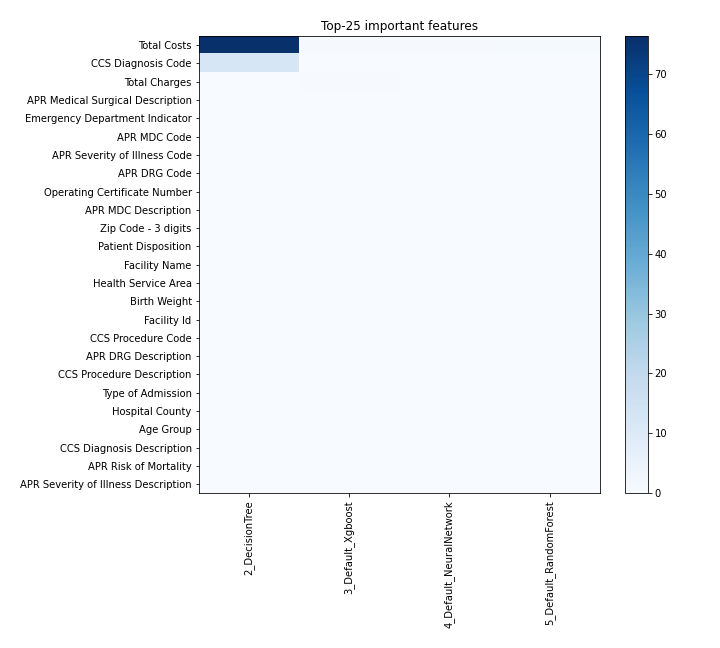 Top-25 important features
Total Costs
CCS Diagnosis Code
Total Charges
APR Medical Surgical Description
Emergency Department Indicator
APR MDC Code
APR Severity of Illness Code
APR DRG Code
Operating Certificate Number
APR MDC Description
Zip Code - 3 digits
Patient Disposition
Facility Name
Health Service Area
Birth Weight
Facility Id
CCS Procedure Code
APR DRG Description
CCS Procedure Description
Type of Admission
Hospital County
Age Group
CCS Diagnosis Description
APR Risk of Mortality
APR Severity of Illness Description
2_DecisionTree
3_Default_Xgboost
4_Default_NeuralNetwork
5_Default_RandomForest
70
60
50
40
30
20
10
0